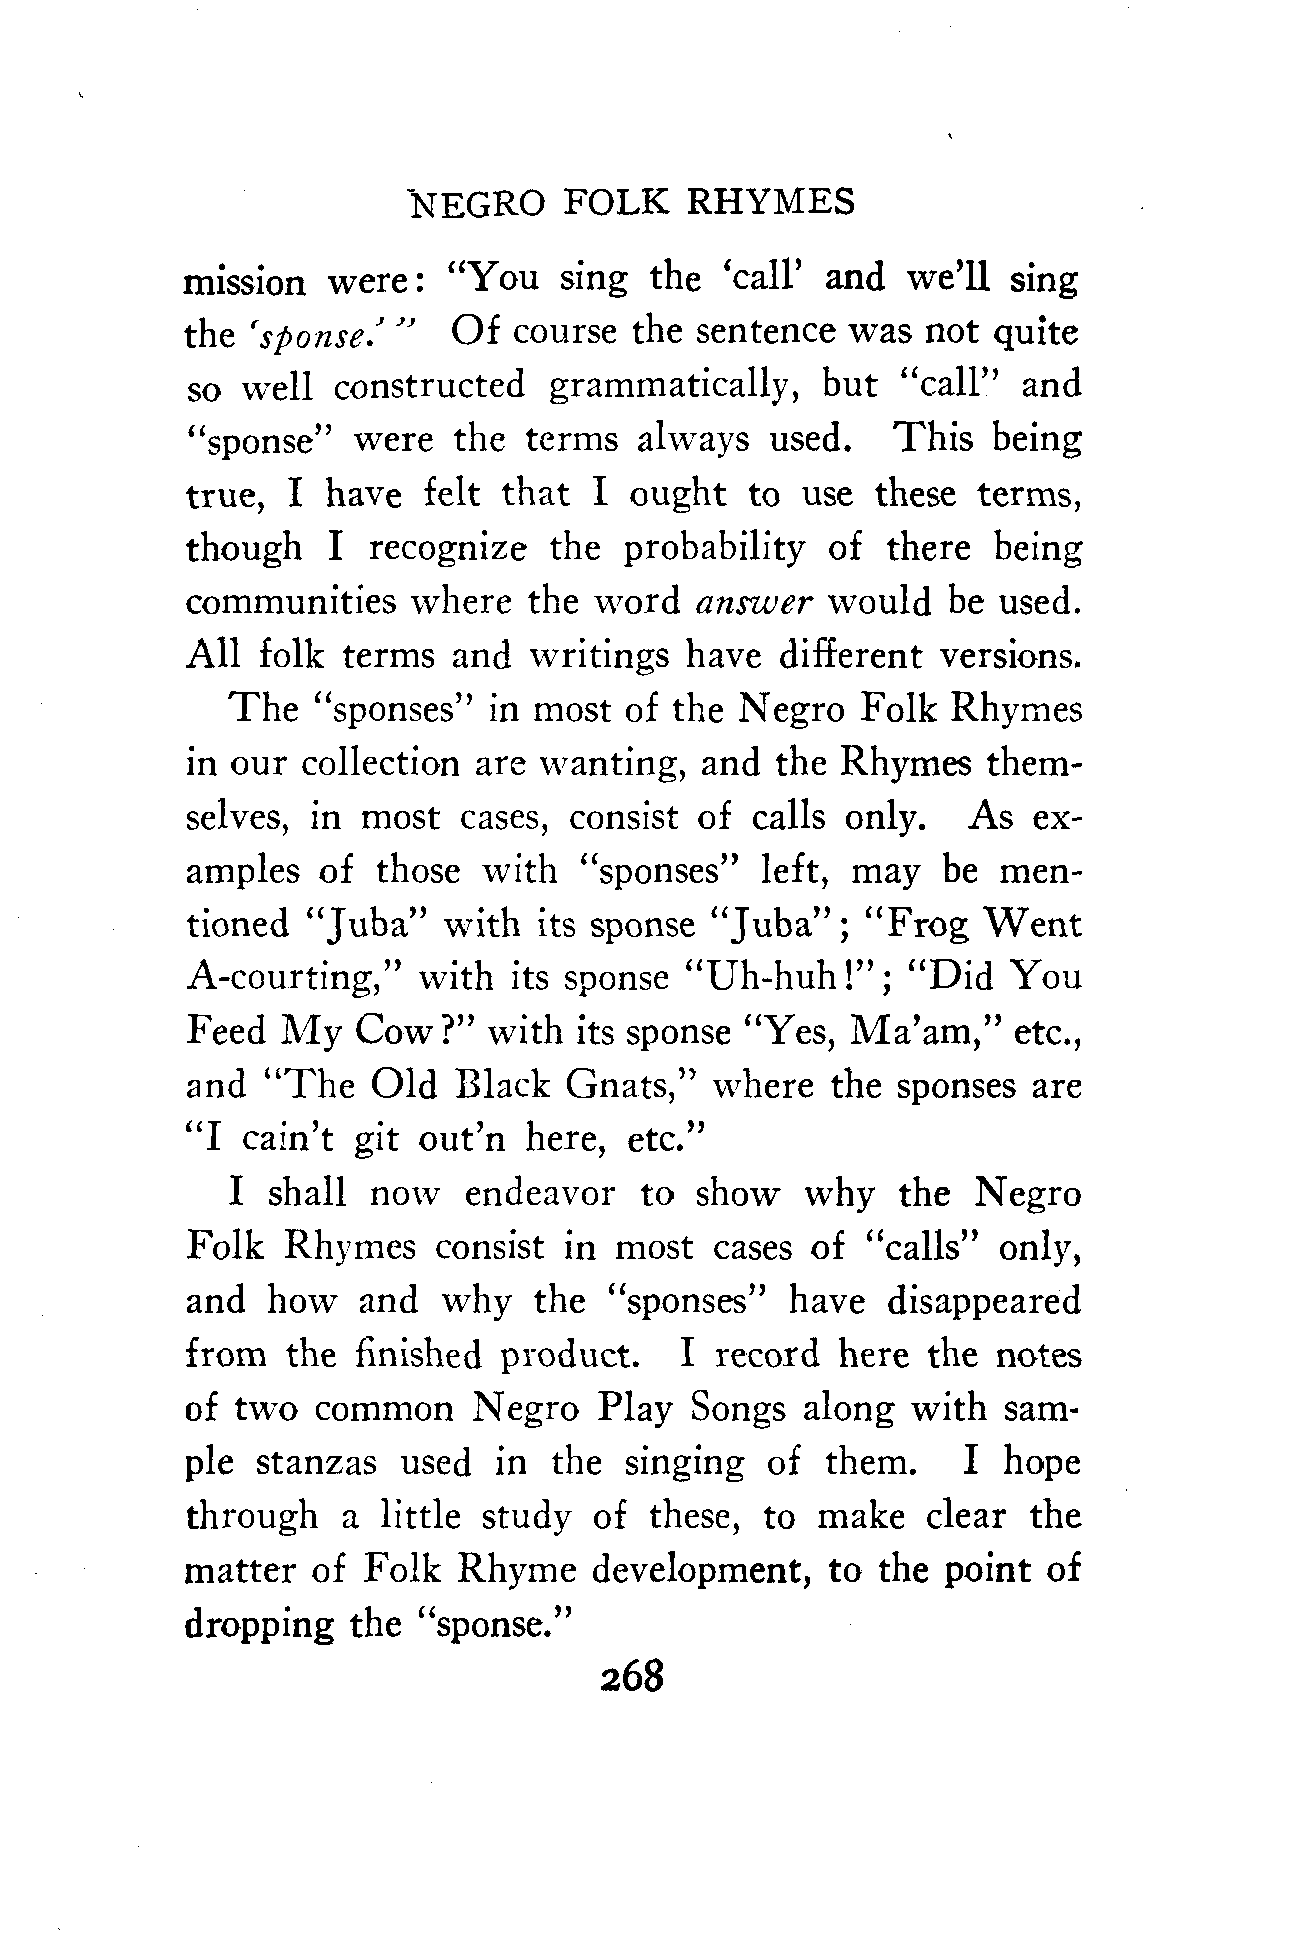 NEGRO FOLK RHYMES
mission were: "You sing the 'call' and we'll sing
the 'sponse.' " Of course the sentence was not quite
so well constructed grammatically, but "call" and
"sponse" were the terms always used. This being
true, I have felt that I ought to use these terms,
though I recognize the probability of there being
communities where the word answer would be used.
All folk terms and writings have different versions.
The "sponses" in most of the Negro Folk Rhymes
in our collection are wanting, and the Rhymes them-
selves, in most cases, consist of calls only. As ex-
amples of those with "sponses" left, may be men-
tioned "Juba" with its sponse "Juba"; "Frog Went
A-courting," with its sponse "Uh-huh!"; "Did You
Feed My Cow?" with its sponse "Yes, Ma'am," etc.,
and "The Old Black Gnats," where the sponses are
"I cain't git out'n here, etc."
I shall now endeavor to show why the Negro
Folk Rhymes consist in most cases of "calls" only,
and how and why the "sponses" have disappeared
from the finished product. I record here the notes
of two common Negro Play Songs along with sam-
ple stanzas used in the singing of them. I hope
through a little study of these, to make clear the
matter of Folk Rhyme development, to the point of
dropping the "sponse."
268